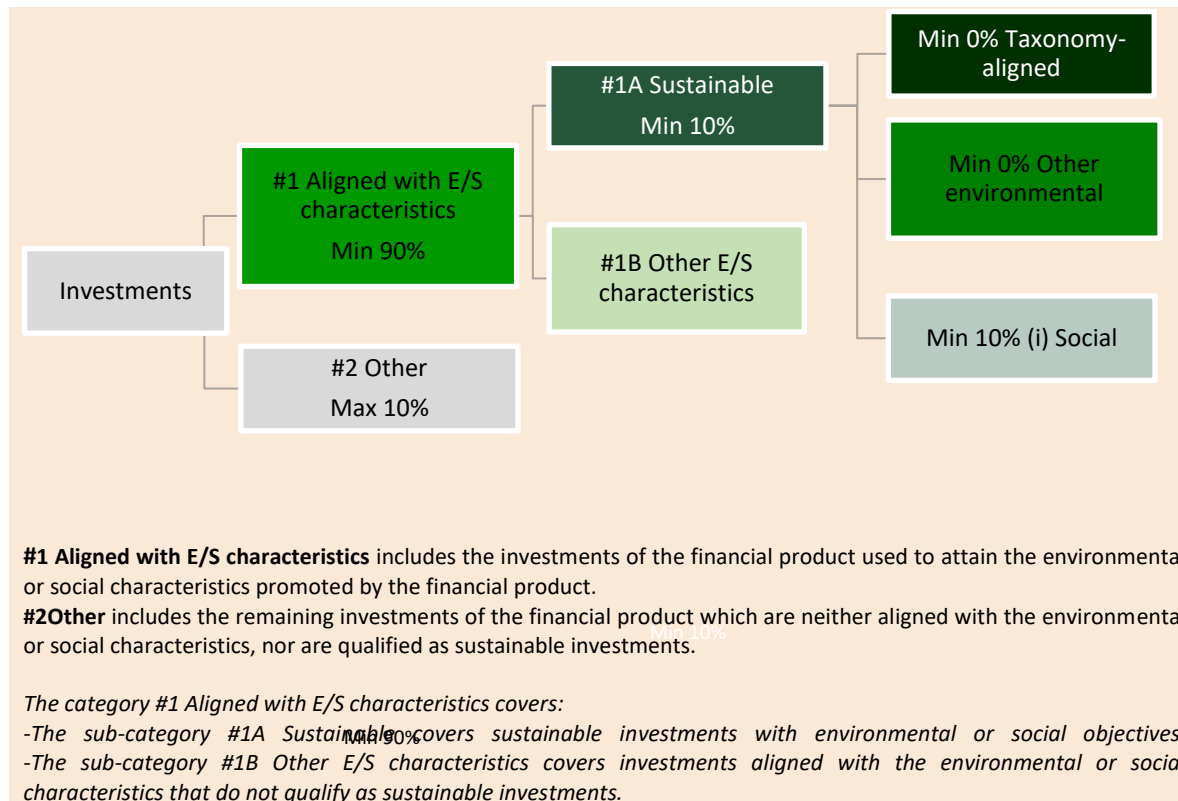 Min 0% Taxonomy-
aligned
#1A Sustainable
Min 10%
#1 Aligned with E/S
characteristics
Min 90%
Min 0% Other
environmental
Investments
#1B Other E/S
characteristics
Min 10% (i) Social
#2 Other
Max 10%
#1 Aligned with E/S characteristics includes the investments of the financial product used to attain the environmenta
or social characteristics promoted by the financial product.
#2Other includes the remaining investments of the financial product which are neither aligned with the environmenta
Min 10%
or social characteristics, nor are qualified as sustainable investments.
The category #1 Aligned with E/S characteristics covers:
-The sub-category #1A Sustainable covers sustainable investments with environmental or social objectives
Min 90%
-The sub-category #1B Other E/S characteristics covers investments aligned with the environmental or socia
characteristics that do not qualify as sustainable investments.